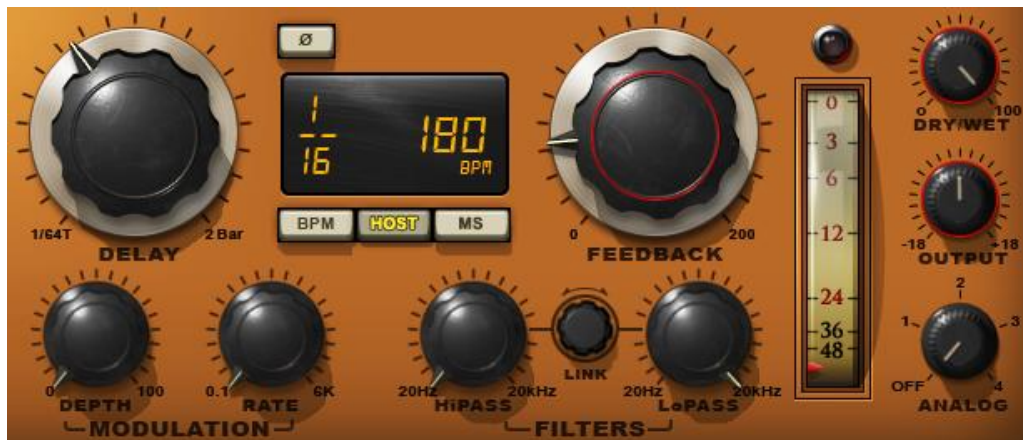 Ø
1
16
180
BPM
1/64T
2 Bar
DELAY
BPM
HOST
MS
0
200
FEEDBACK
0
3
6
12
24
36
48
0
100
DRY/WET
-18
+18
OUTPUT
0
100
DEPTH
0.1
6K
RATE
MODULATION
20Hz
20kHz
HiPASS
LINK
20Hz
20kHz
LoPASS
FILTERS
OFF
1
2
3
4
ANALOG